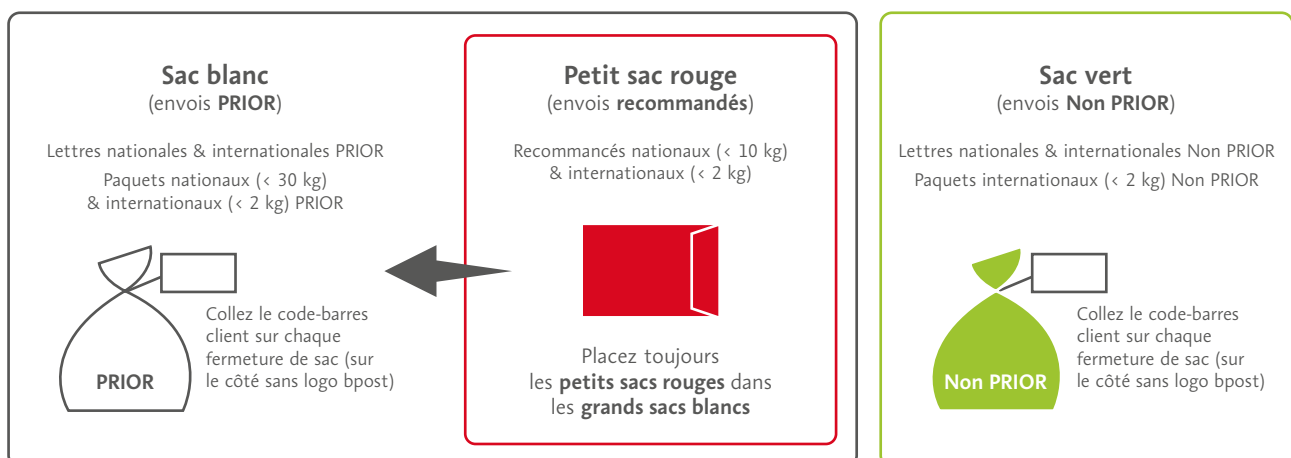 Sac blanc
(envois PRIOR)
Lettres nationales & internationales PRIOR
Paquets nationaux (< 30 kg)
& internationaux (< 2 kg) PRIOR
PRIOR
Collez le code-barres
client sur chaque
fermeture de sac (sur
le côté sans logo bpost)
Petit sac rouge
(envois recommandés)
Recommancés nationaux (< 10 kg)
& internationaux (< 2 kg)
Placez toujours
les petits sacs rouges dans
les grands sacs blancs
Sac vert
(envois Non PRIOR)
Lettres nationales & internationales Non PRIOR
Paquets internationaux (< 2 kg) Non PRIOR
Non PRIOR
Collez le code-barres
client sur chaque
fermeture de sac (sur
le côté sans logo bpost)